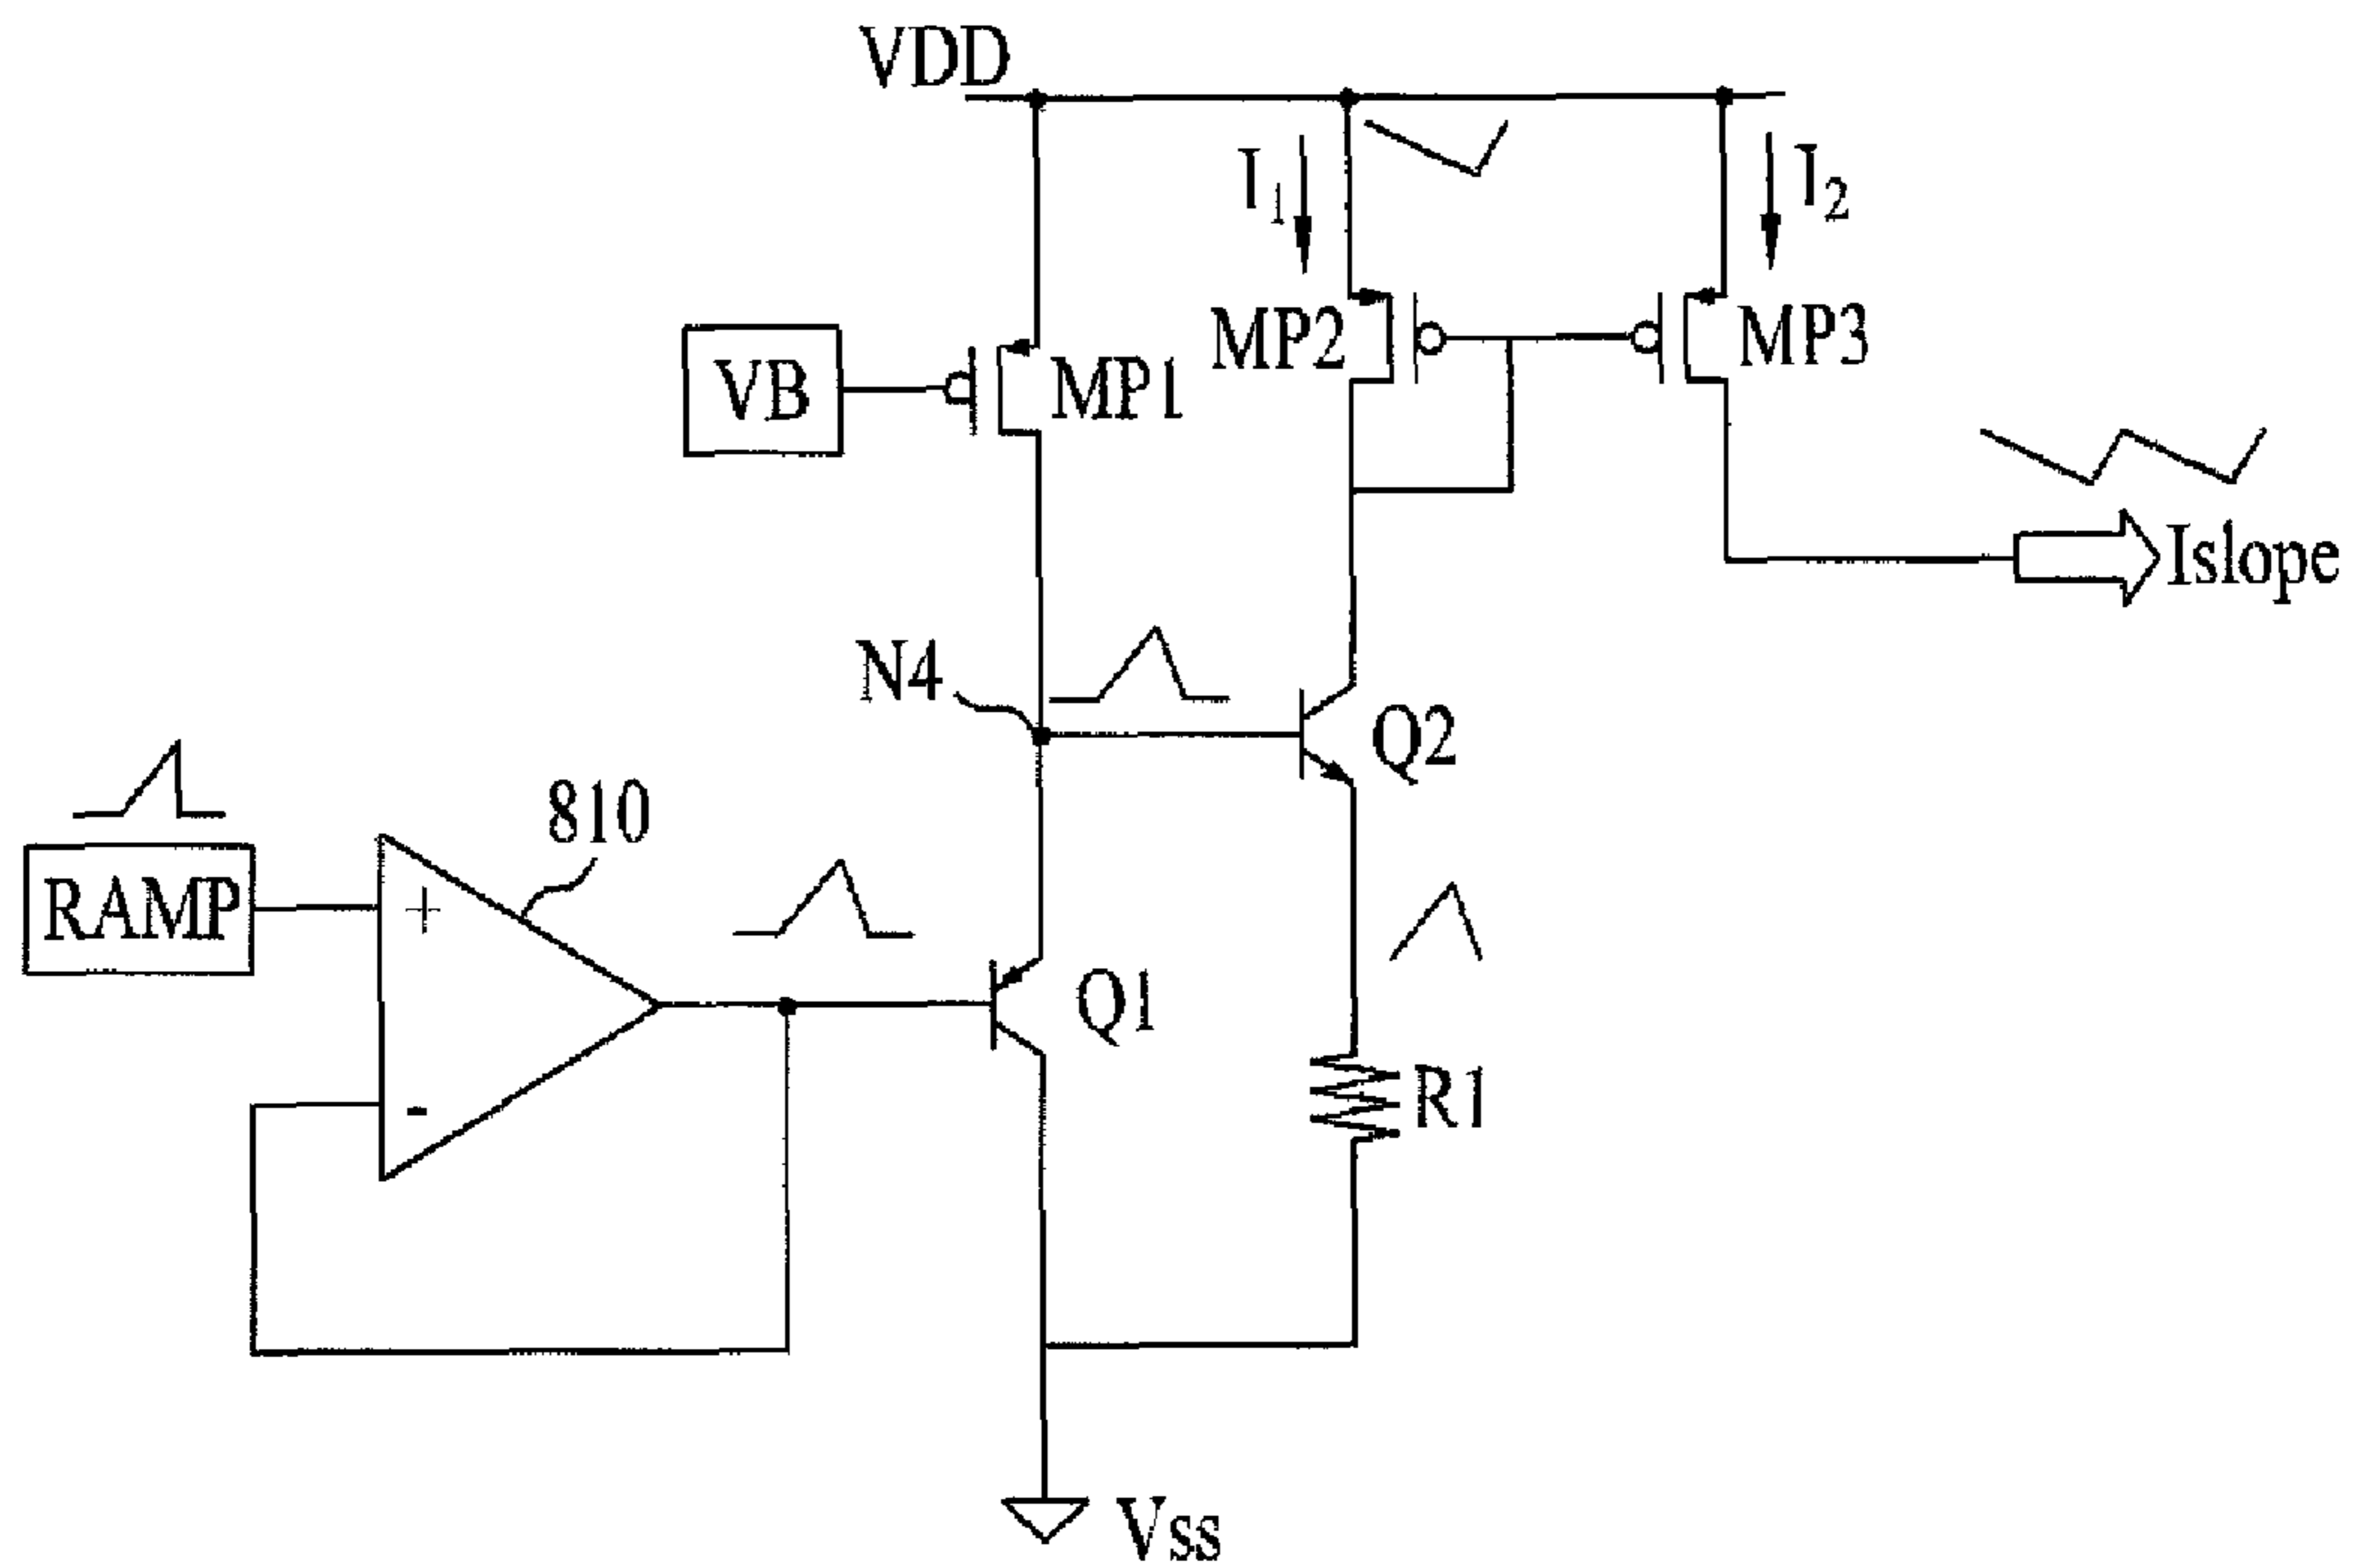 VDD
I1
I2
MP2
MP3
VB
MP1
Islope
N4
Q2
810
RAMP
+
Q1
-
R1
Vss